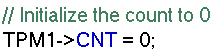 // Initialize the count to 0
TPM1->CNT = 0;